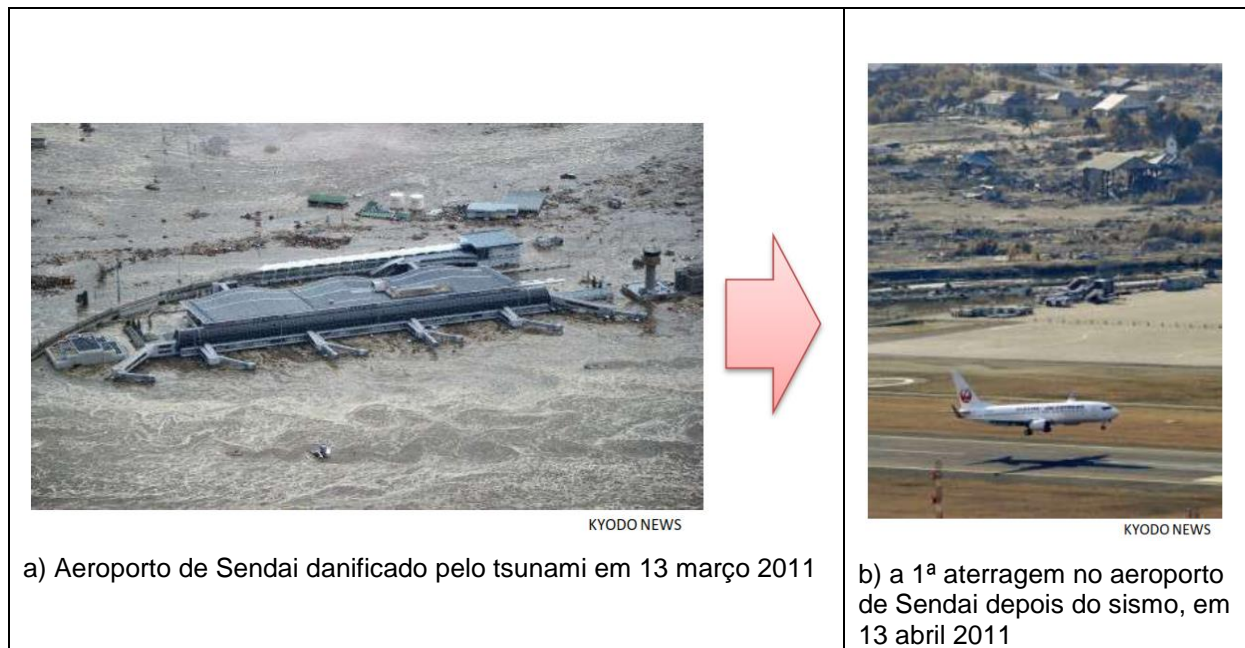 KYODO NEWS
a) Aeroporto de Sendai danificado pelo tsunami em 13 março 2011
KYODO NEWS
b) a 1ª aterragem no aeroporto
de Sendai depois do sismo, em
13 abril 2011